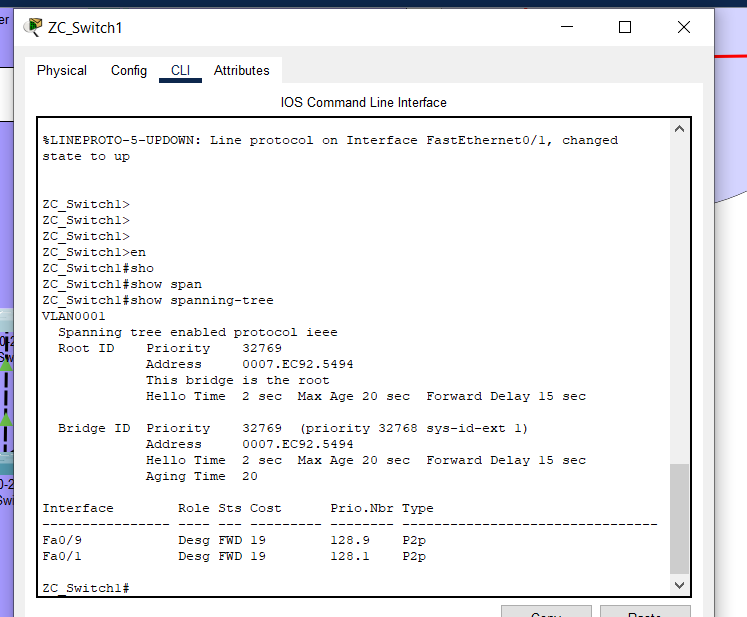 er
ZC_Switch1
Physical Config CLI Attributes
IOS Command Line Interface
%LINEPROTO-5-UPDOWN: Line protocol on Interface FastEthernet0/1, changed
state to up
ZC_Switch1>
ZC_Switch1>
ZC_Switch1>
ZC_Switch1>en
ZC_Switch1#sho
ZC_Switch1#show span
ZC_Switch1#show spanning-tree
VLAN0001
Spanning tree enabled protocol ieee
Root ID Priority 32769
Address 0007.EC92.5494
This bridge is the root
Hello Time 2 sec Max Age 20 sec Forward Delay 15 sec
Bridge ID Priority 32769 (priority 32768 sys-id-ext 1)
Address 0007.EC92.5494
Hello Time 2 sec Max Age 20 sec Forward Delay 15 sec
Aging Time 20
Interface Role Sts Cost Prio.Nbr Type
---------------- ---- --- --------- -------- --------------------------------
Fa0/9 Desg FWD 19 128.9 P2p
Fa0/1 Desg FWD 19 128.1 P2p
ZC_Switch1#
Copy Paste